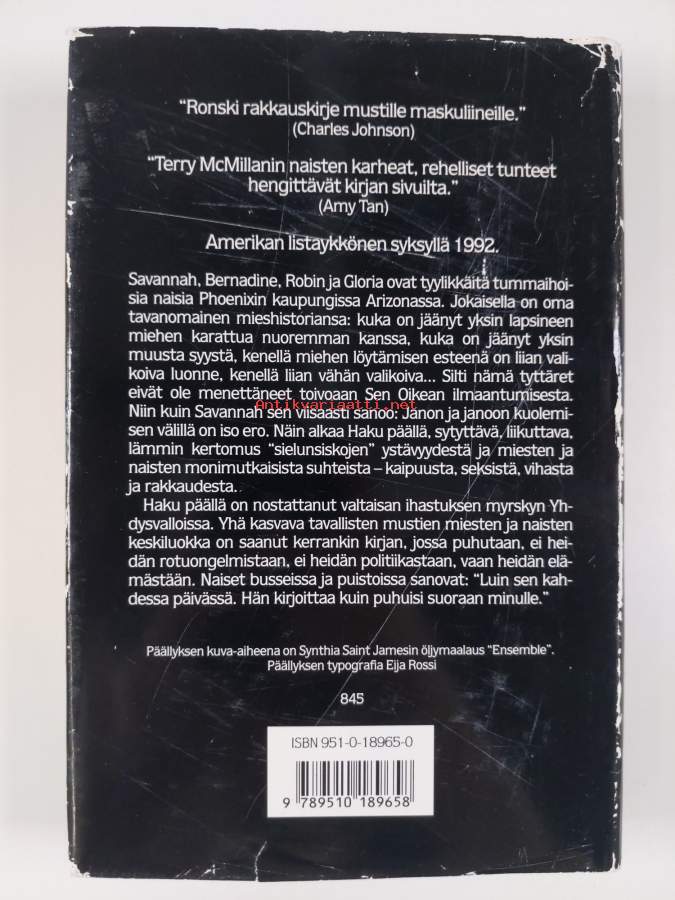 “Ronski rakkauskirje mustille maskuliineille.”
(Charles Johnson)
“Terry McMillanin naisten karheat, rehelliset tunteet
hengittävät kirjan sivuilta.”
(Amy Tan)
Amerikan listaykkönen syksyllä 1992.
Savannah, Bernadine, Robin ja Gloria ovat tyylikkäitä tummaihoi-
sia naisia Phoenixin kaupungissa Arizonassa. Jokaisella on oma
tavanomainen mieshistoriansa: kuka on jäänyt yksin lapsineen
miehen karattua nuoremman kanssa, kuka on jäänyt yksin
muusta syystä, kenellä miehen löytämisen esteenä on liian vali-
koiva luonne, kenellä liian vähän valikoiva... Silti nämä tyttäret
eivät ole menettäneet toivoaan Sen Oikean ilmaantumisesta.
Antikvariaatti.net
Niin kuin Savannah sen viisaasti sanoo: Janon ja janoon kuolemi-
sen välillä on iso ero. Näin alkaa Haku päällä, sytyttävä, liikuttava,
lämmin kertomus “sielunsiskojen” ystävyydestä ja miesten ja
naisten monimutkaisista suhteista – kaipuusta, seksistä, vihasta
ja rakkaudesta.
Haku päällä on nostattanut valtaisan ihastuksen myrskyn Yh-
dysvalloissa. Yhä kasvava tavallisten mustien miesten ja naisten
keskiluokka on saanut kerrankin kirjan, jossa puhutaan, ei hei-
dän rotuongelmistaan, ei heidän politiikastaan, vaan heidän elä-
mästään. Naiset busseissa ja puistoissa sanovat: “Luin sen kah-
dessa päivässä. Hän kirjoittaa kuin puhuisi suoraan minulle.”
Päällyksen kuva-aiheena on Synthia Saint Jamesin öljymaalaus “Ensemble”.
Päällyksen typografia Eija Rossi
845
ISBN 951-0-18965-0
9 789510 189658